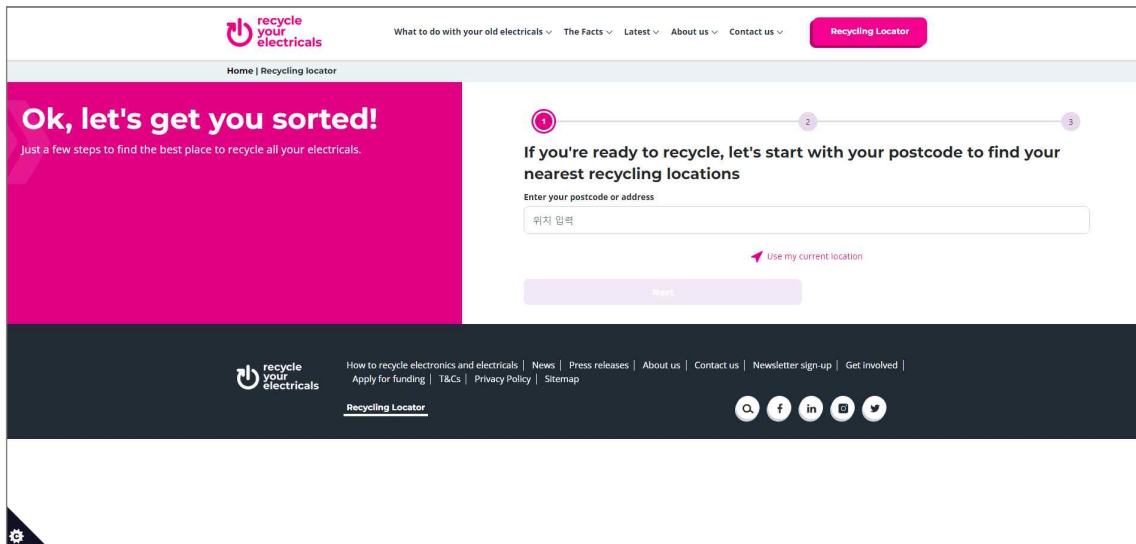 recycle
your
electricals
What to do with your old electricals The Facts Latest About us Contact us Recycling Locator
Home | Recycling locator
Ok, let's get you sorted!
Just a few steps to find the best place to recycle all your electricals.
1 2 3
If you're ready to recycle, let's start with your postcode to find your
nearest recycling locations
Enter your postcode or address
위치 입력
Use my current location
Next
recycle
your
electricals
How to recycle electronics and electricals | News | Press releases | About us | Contact us | Newsletter sign-up | Get involved |
Apply for funding | T&Cs | Privacy Policy | Sitemap
Recycling Locator